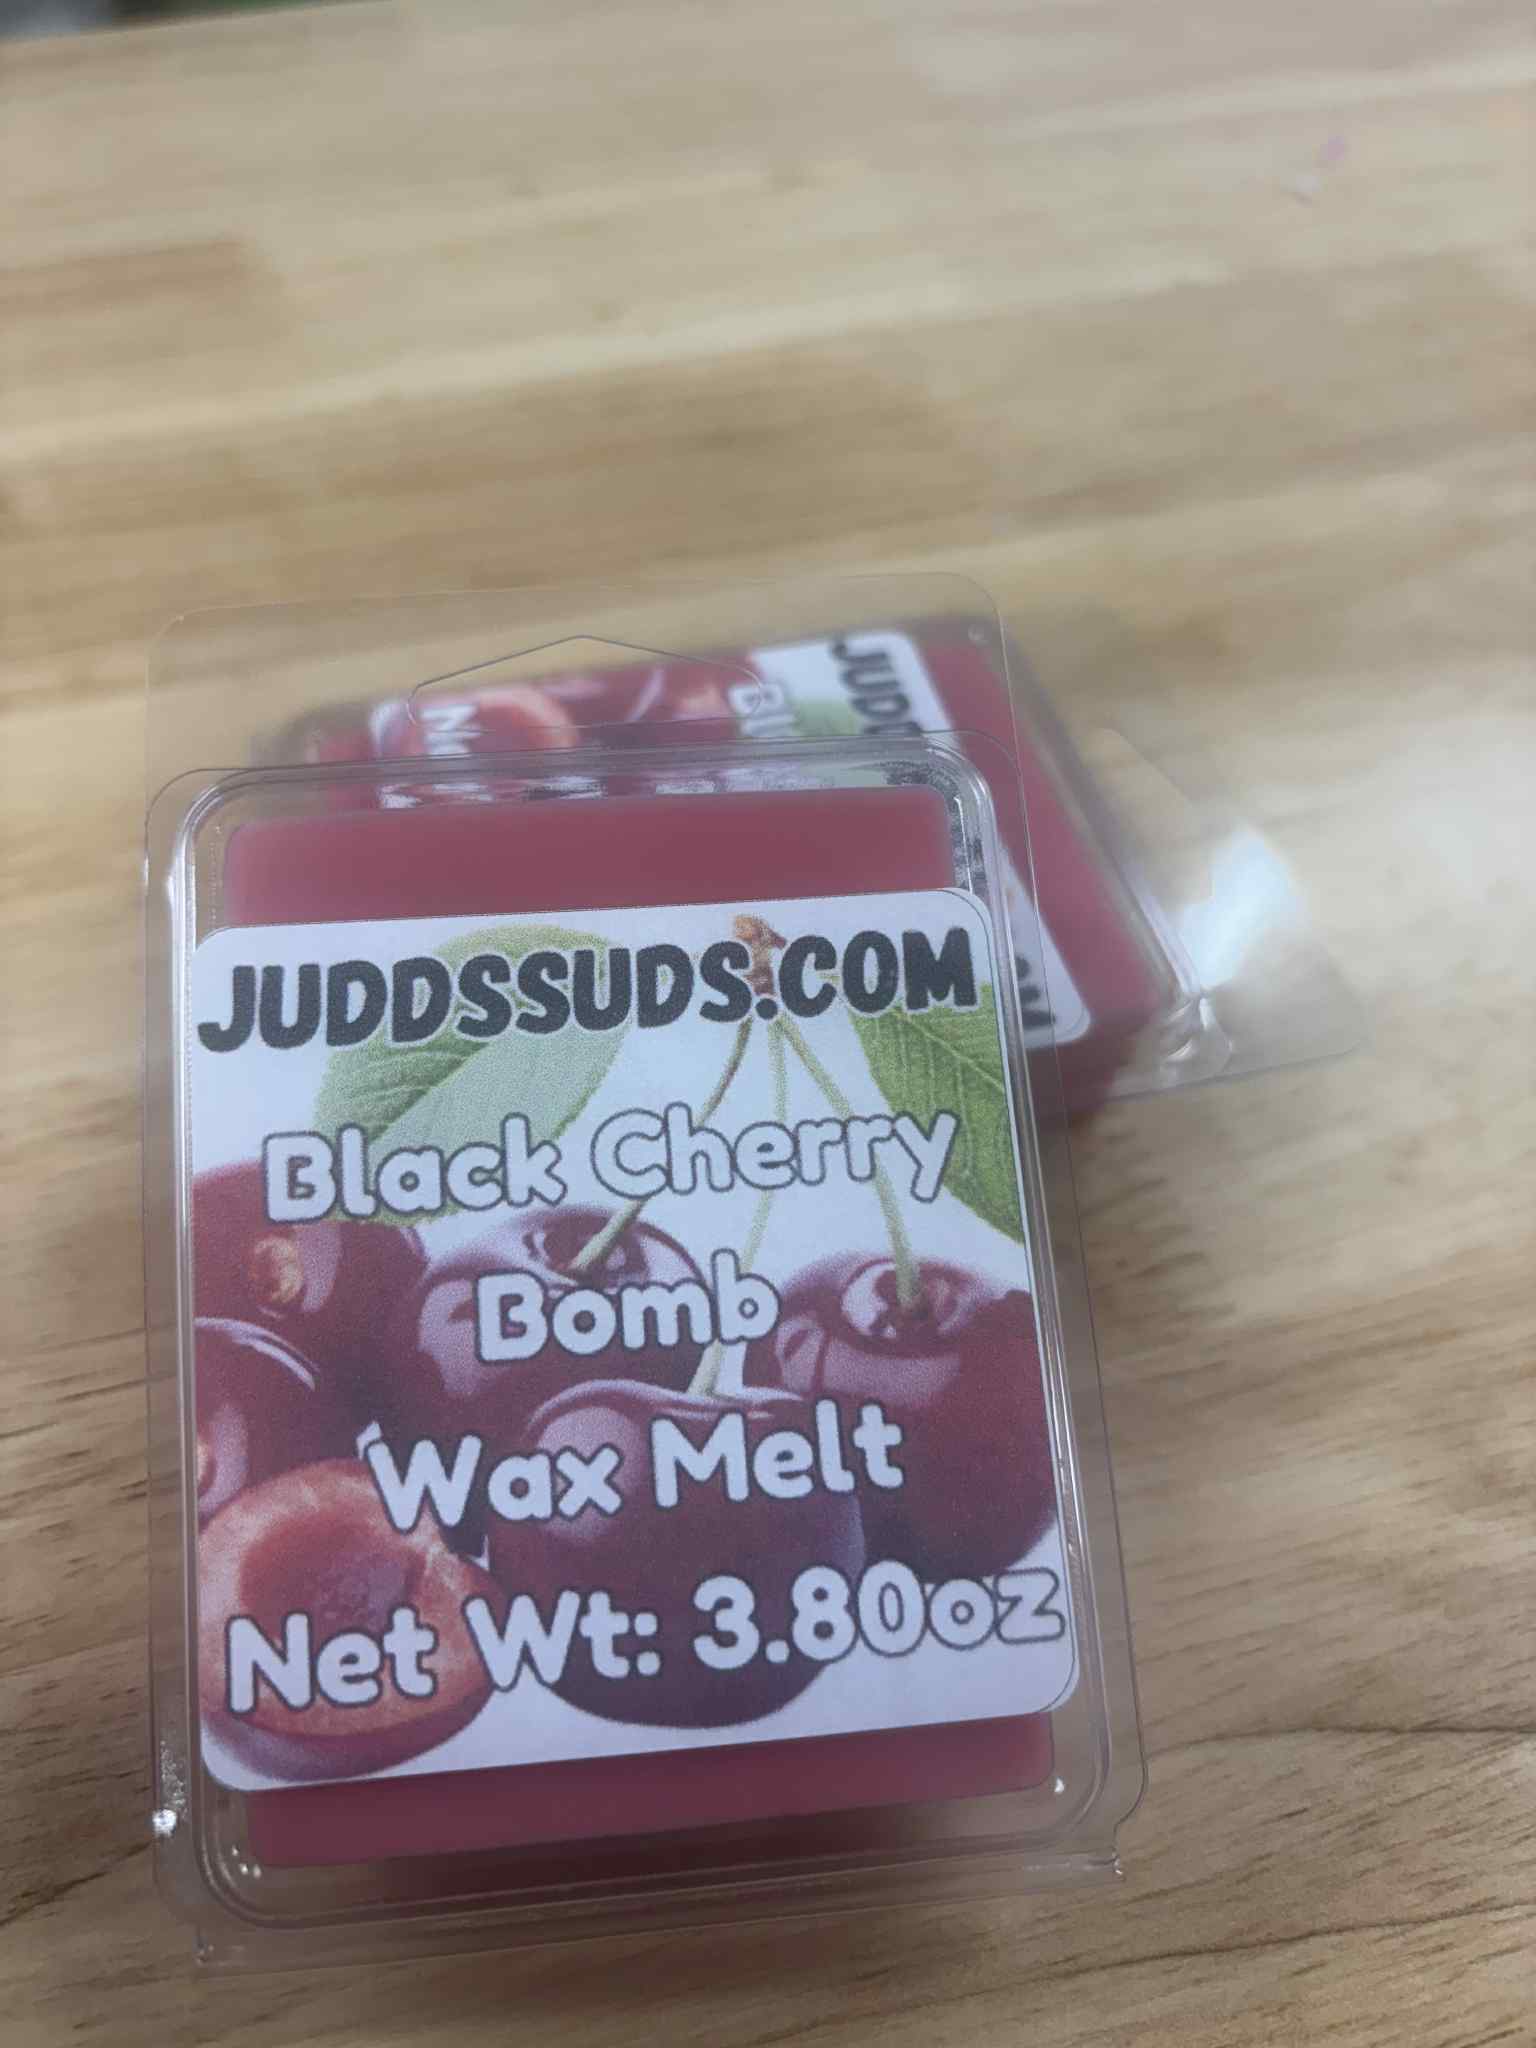 JUDDSSUDS.COM
Black Cherry
Bomb
Wax Melt
Net Wt: 3.80oz